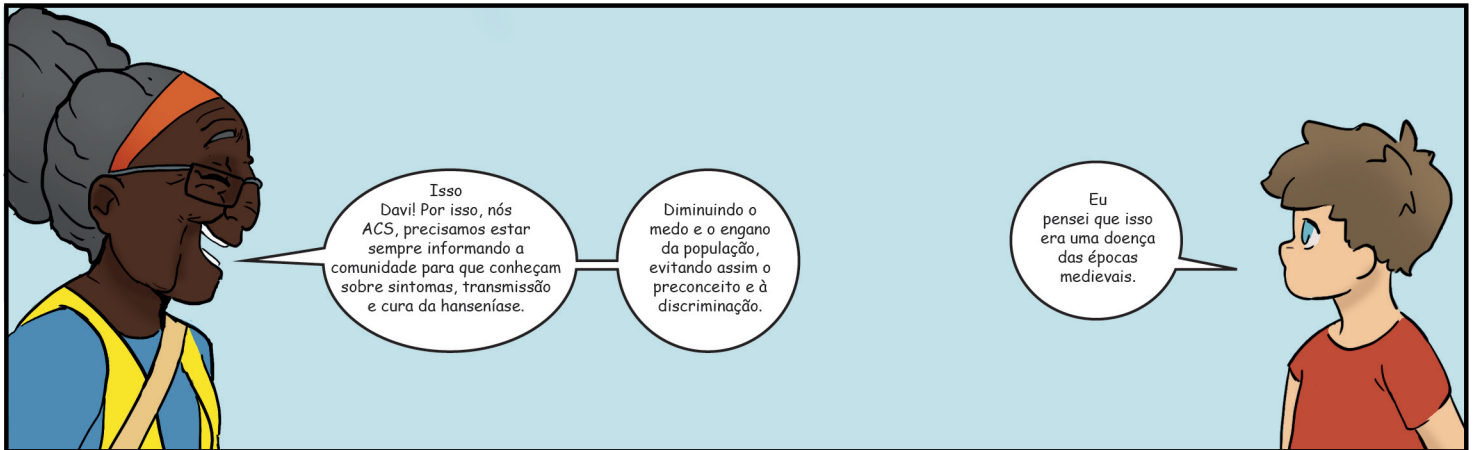 Isso
Davi! Por isso, nós
ACS, precisamos estar
sempre informando a
comunidade para que conheçam
sobre sintomas, transmissão
e cura da hanseníase.
Diminuindo o
medo e o engano
da população,
evitando assim o
preconceito e à
discriminação.
Eu
pensei que isso
era uma doença
das épocas
medievais.